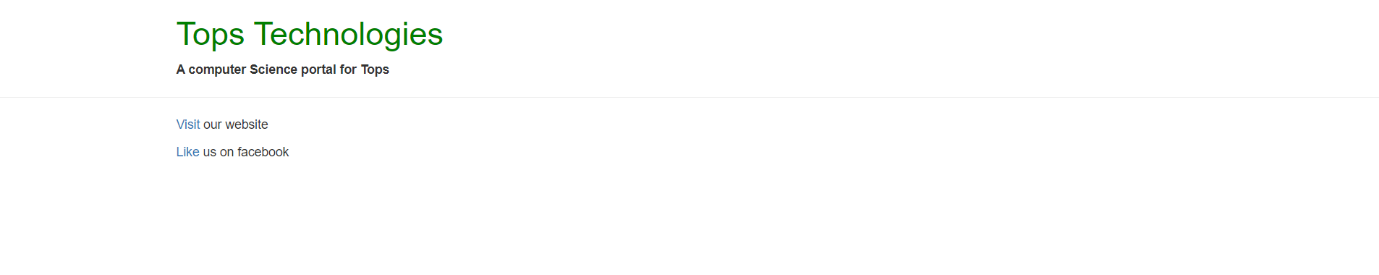 Tops Technologies
A computer Science portal for Tops
Visit our website
Like us on facebook